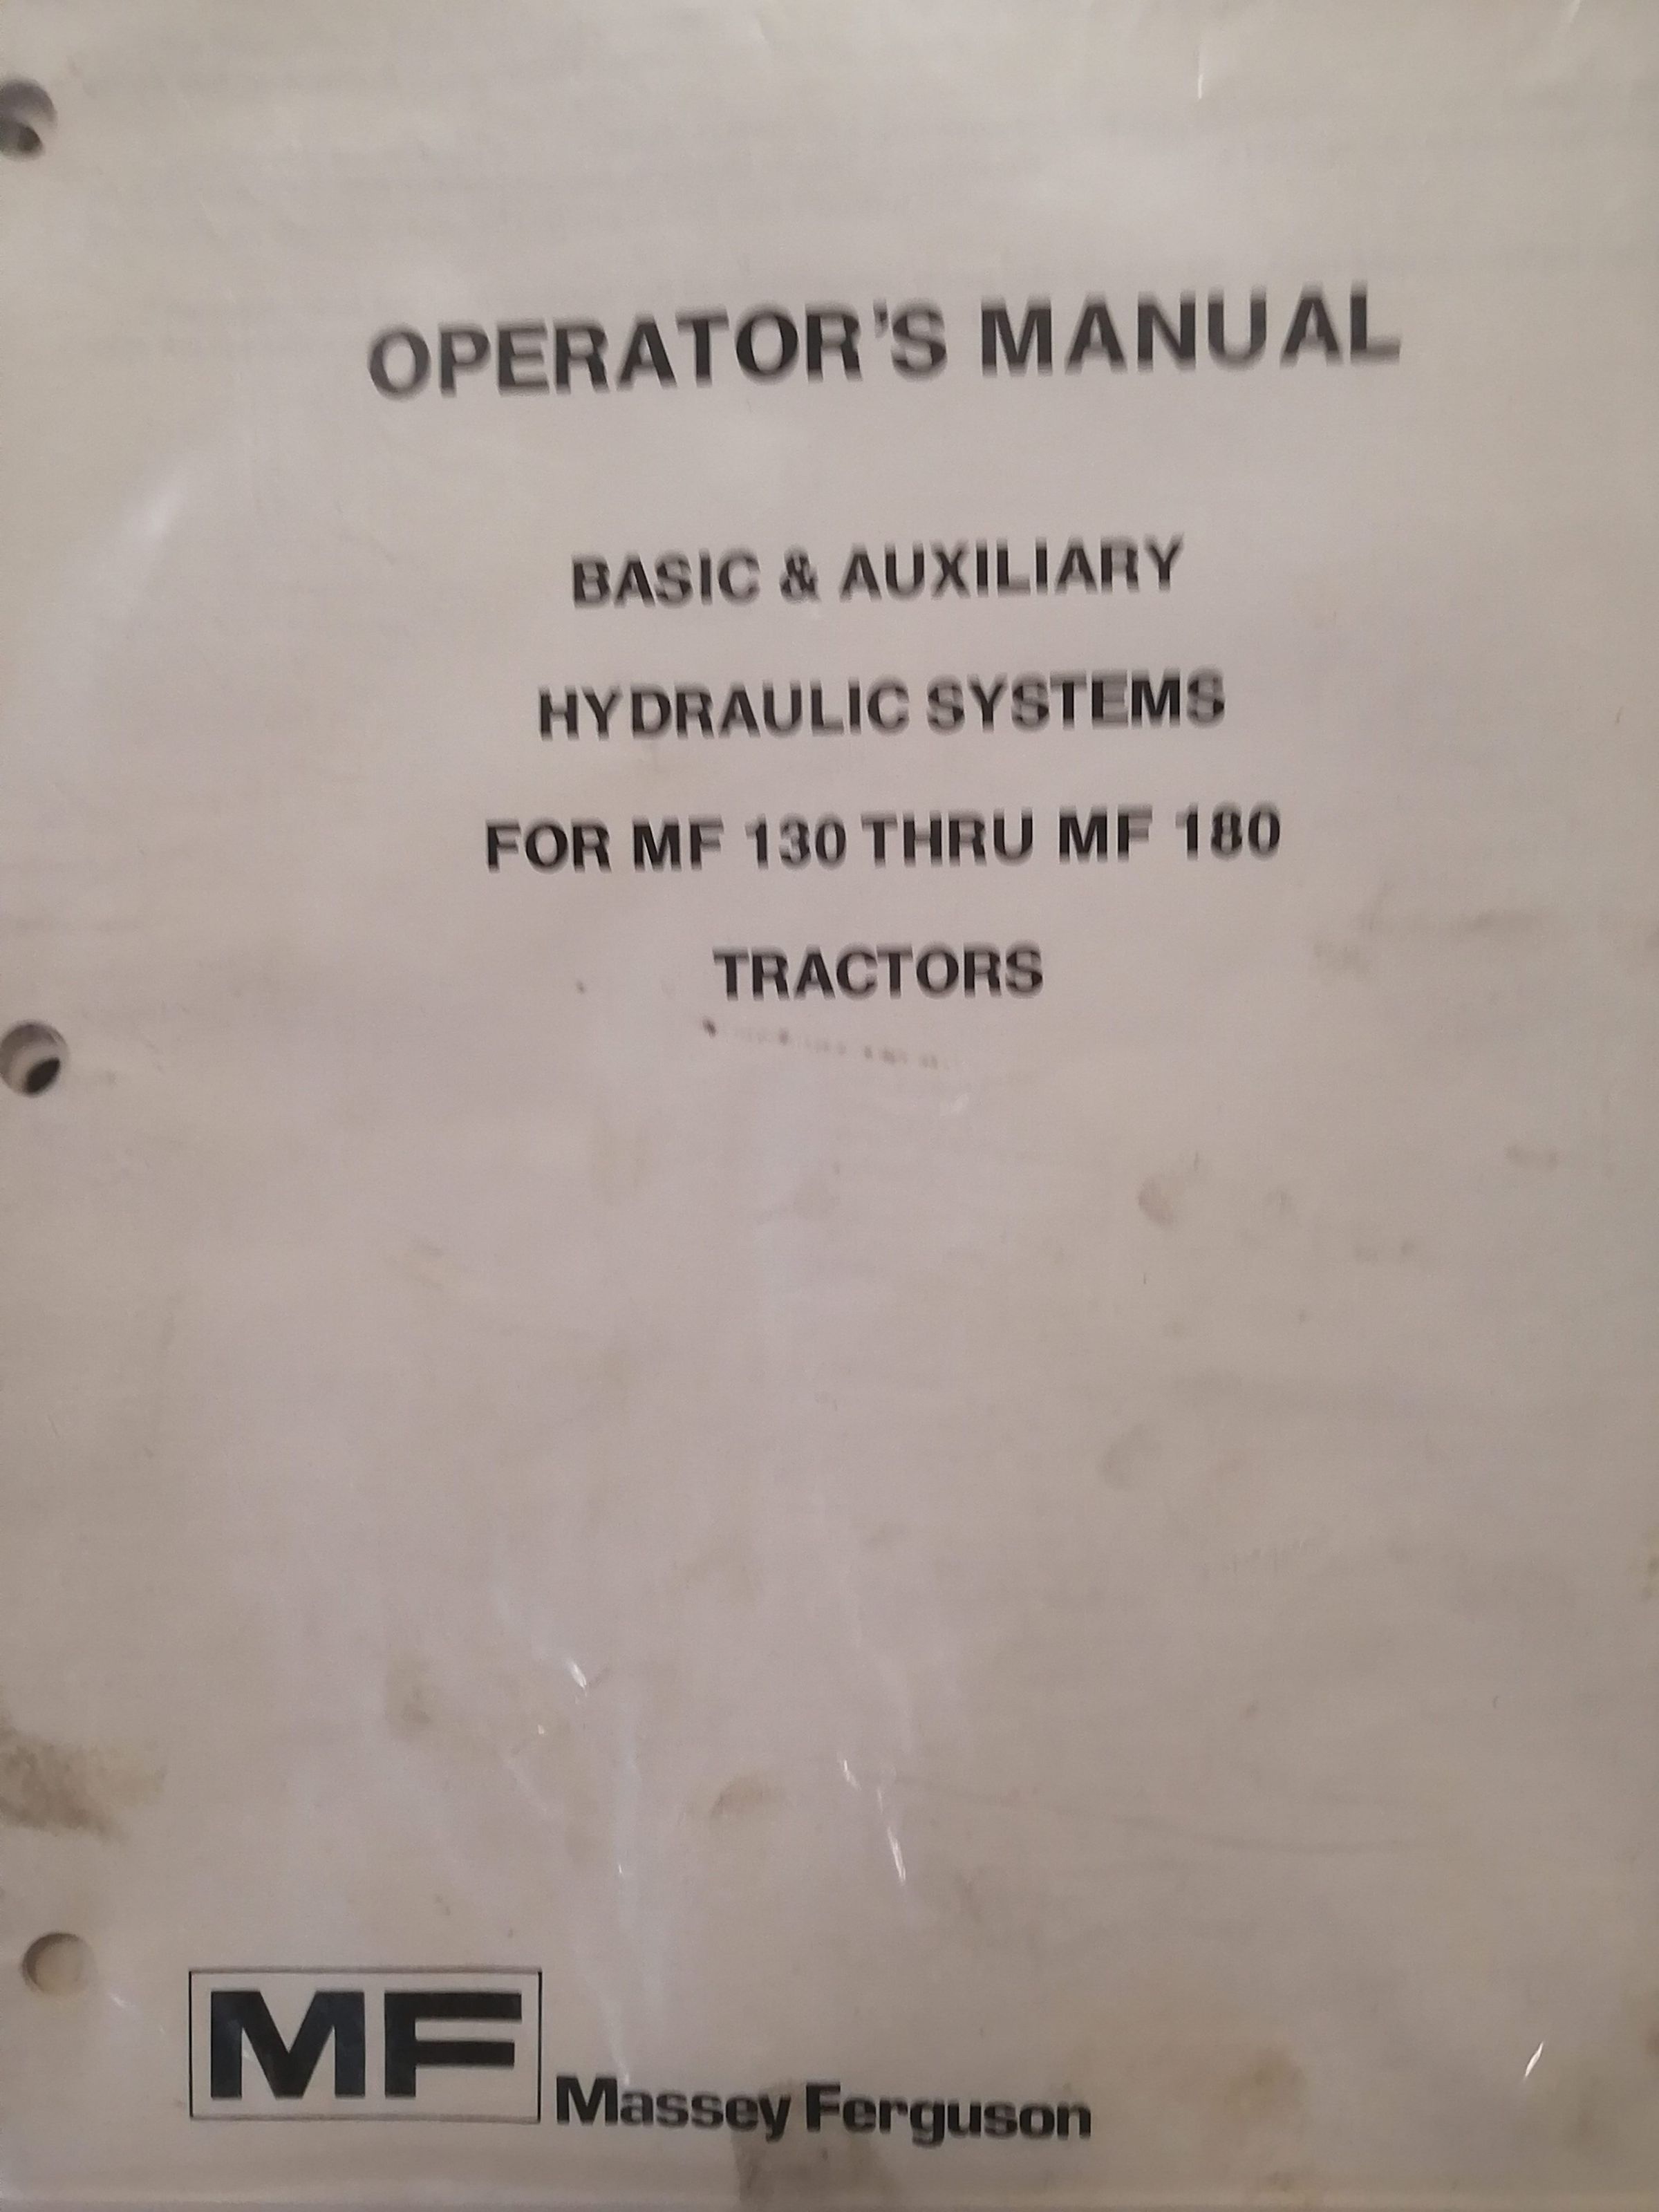 OPERATOR'S MANUAL
BASIC & AUXILIARY
HYDRAULIC SYSTEMS
FOR MF 130 THRU MF 180
TRACTORS
MF
Massey Ferguson